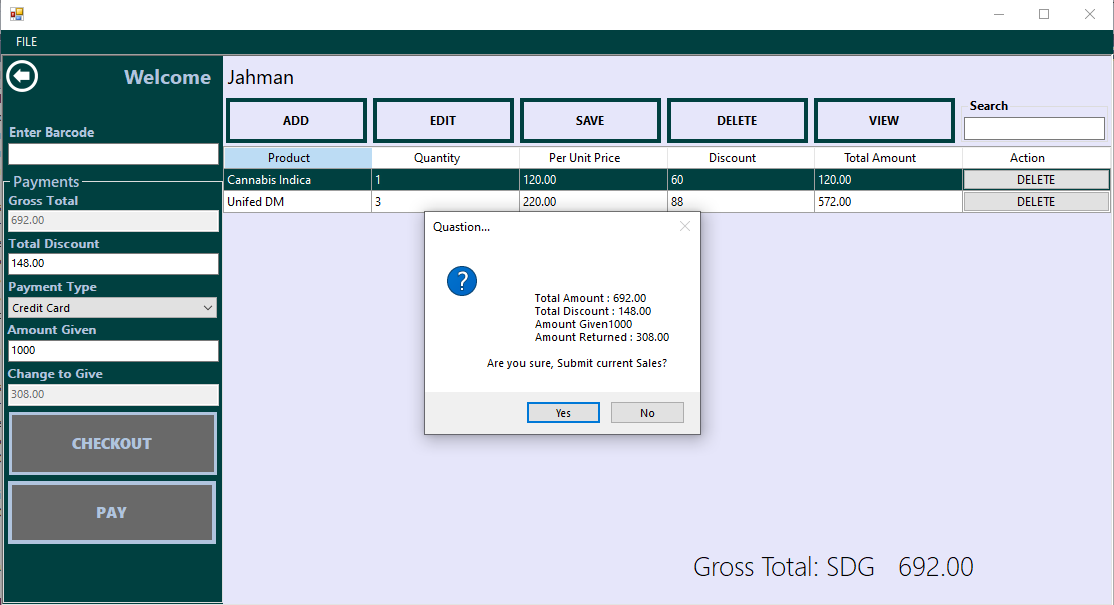 FILE
Welcome Jahman
Enter Barcode
Payments
Gross Total
692.00
Total Discount
148.00
Payment Type
Credit Card
Amount Given
1000
Change to Give
308.00
CHECKOUT
PAY
ADD EDIT SAVE DELETE VIEW
Search
Product Quantity Per Unit Price Discount Total Amount Action
Cannabis Indica 1 120.00 60 120.00 DELETE
Unifed DM 3 220.00 88 572.00 DELETE
Quastion...
?
Total Amount : 692.00
Total Discount : 148.00
Amount Given1000
Amount Returned : 308.00
Are you sure, Submit current Sales?
Yes No
Gross Total: SDG 692.00